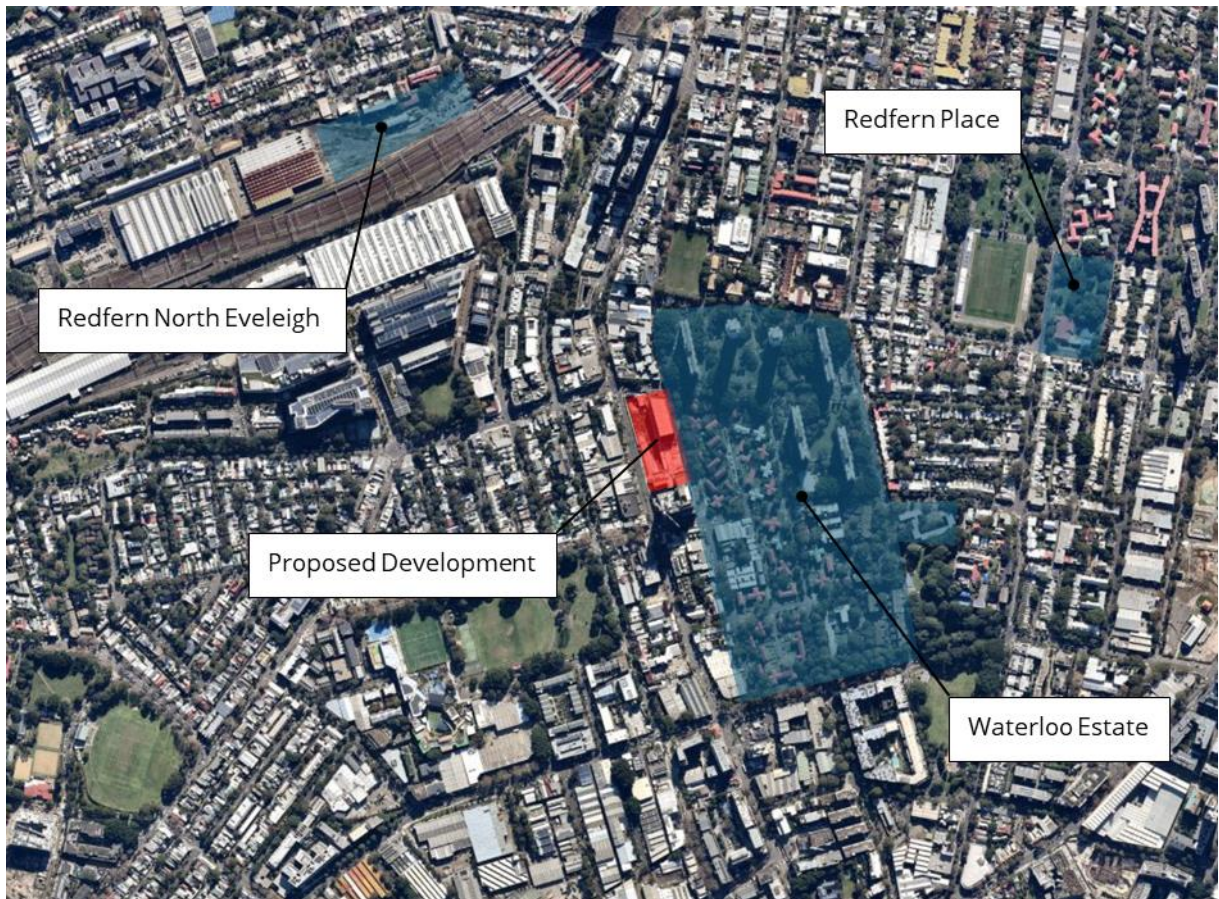 Redfern Place
Redfern North Eveleigh
Proposed Development
Waterloo Estate